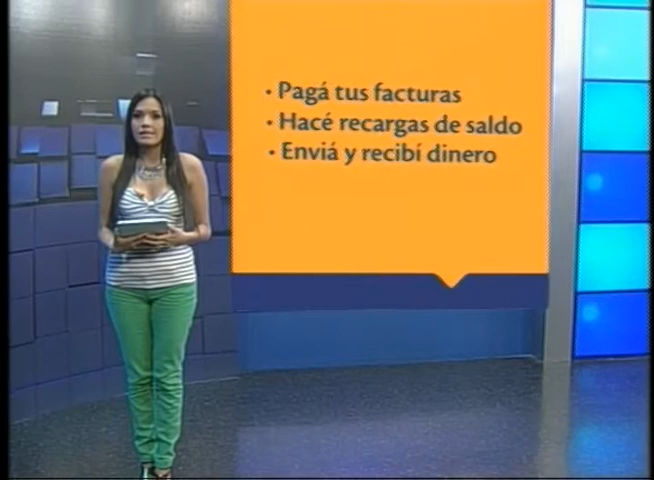 • Pagá tus facturas
• Hacé recargas de saldo
• Enviá y recibí dinero